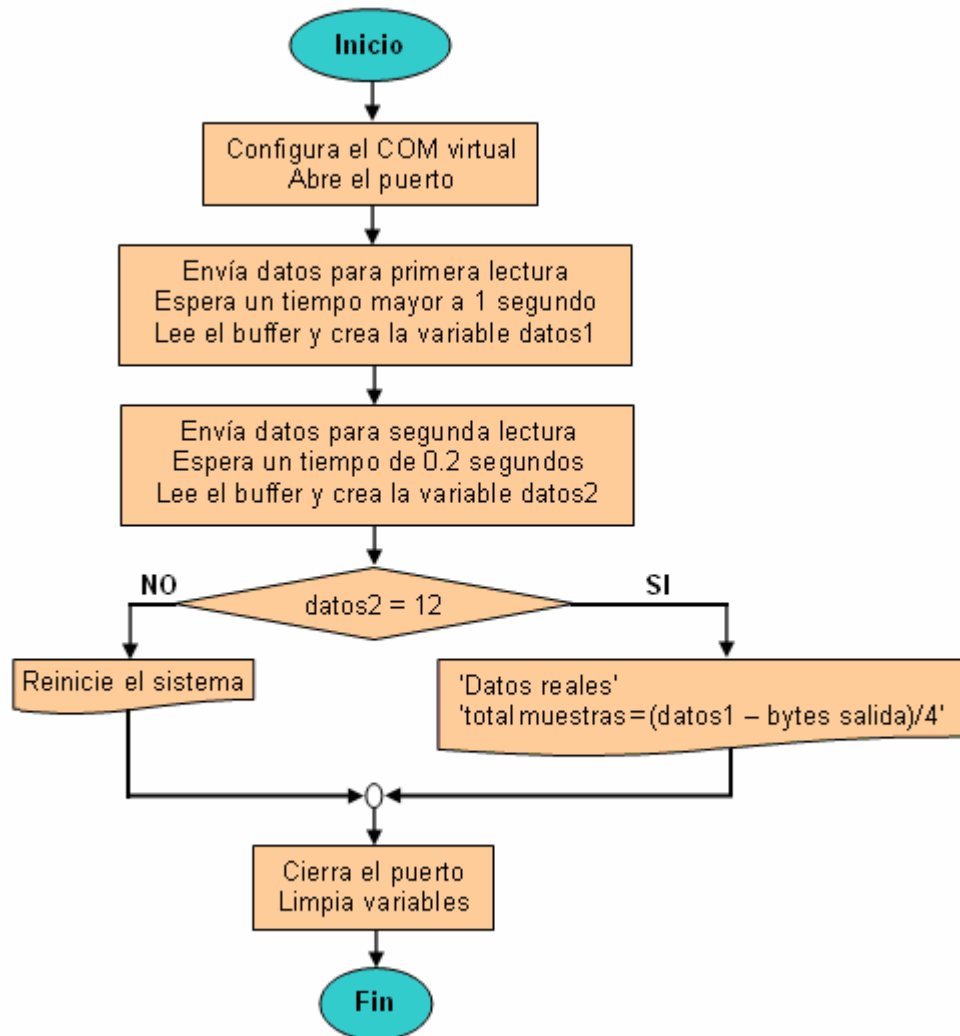 Inicio
Configura el COM virtual
Abre el puerto
Envía datos para primera lectura
Espera un tiempo mayor a 1 segundo
Lee el buffer y crea la variable datos1
Envía datos para segunda lectura
Espera un tiempo de 0.2 segundos
Lee el buffer y crea la variable datos2
NO
datos2 = 12
SI
Reinicie el sistema
'Datos reales'
'total muestras=(datos1 – bytes salida)/4'
Cierra el puerto
Limpia variables
Fin